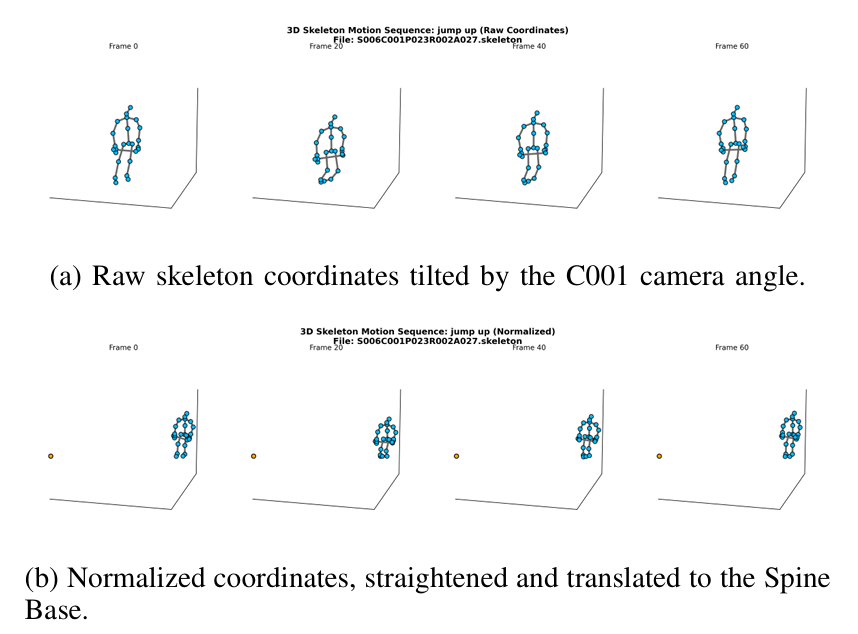 3D Skeleton Motion Sequence: jump up (Raw Coordinates)
File: S006C001P023R002A027.skeleton
Frame 0
Frame 20
Frame 40
Frame 60
(a) Raw skeleton coordinates tilted by the C001 camera angle.
3D Skeleton Motion Sequence: jump up (Normalized)
File: S006C001P023R002A027.skeleton
Frame 0
Frame 20
Frame 40
Frame 60
(b) Normalized coordinates, straightened and translated to the Spine
Base.